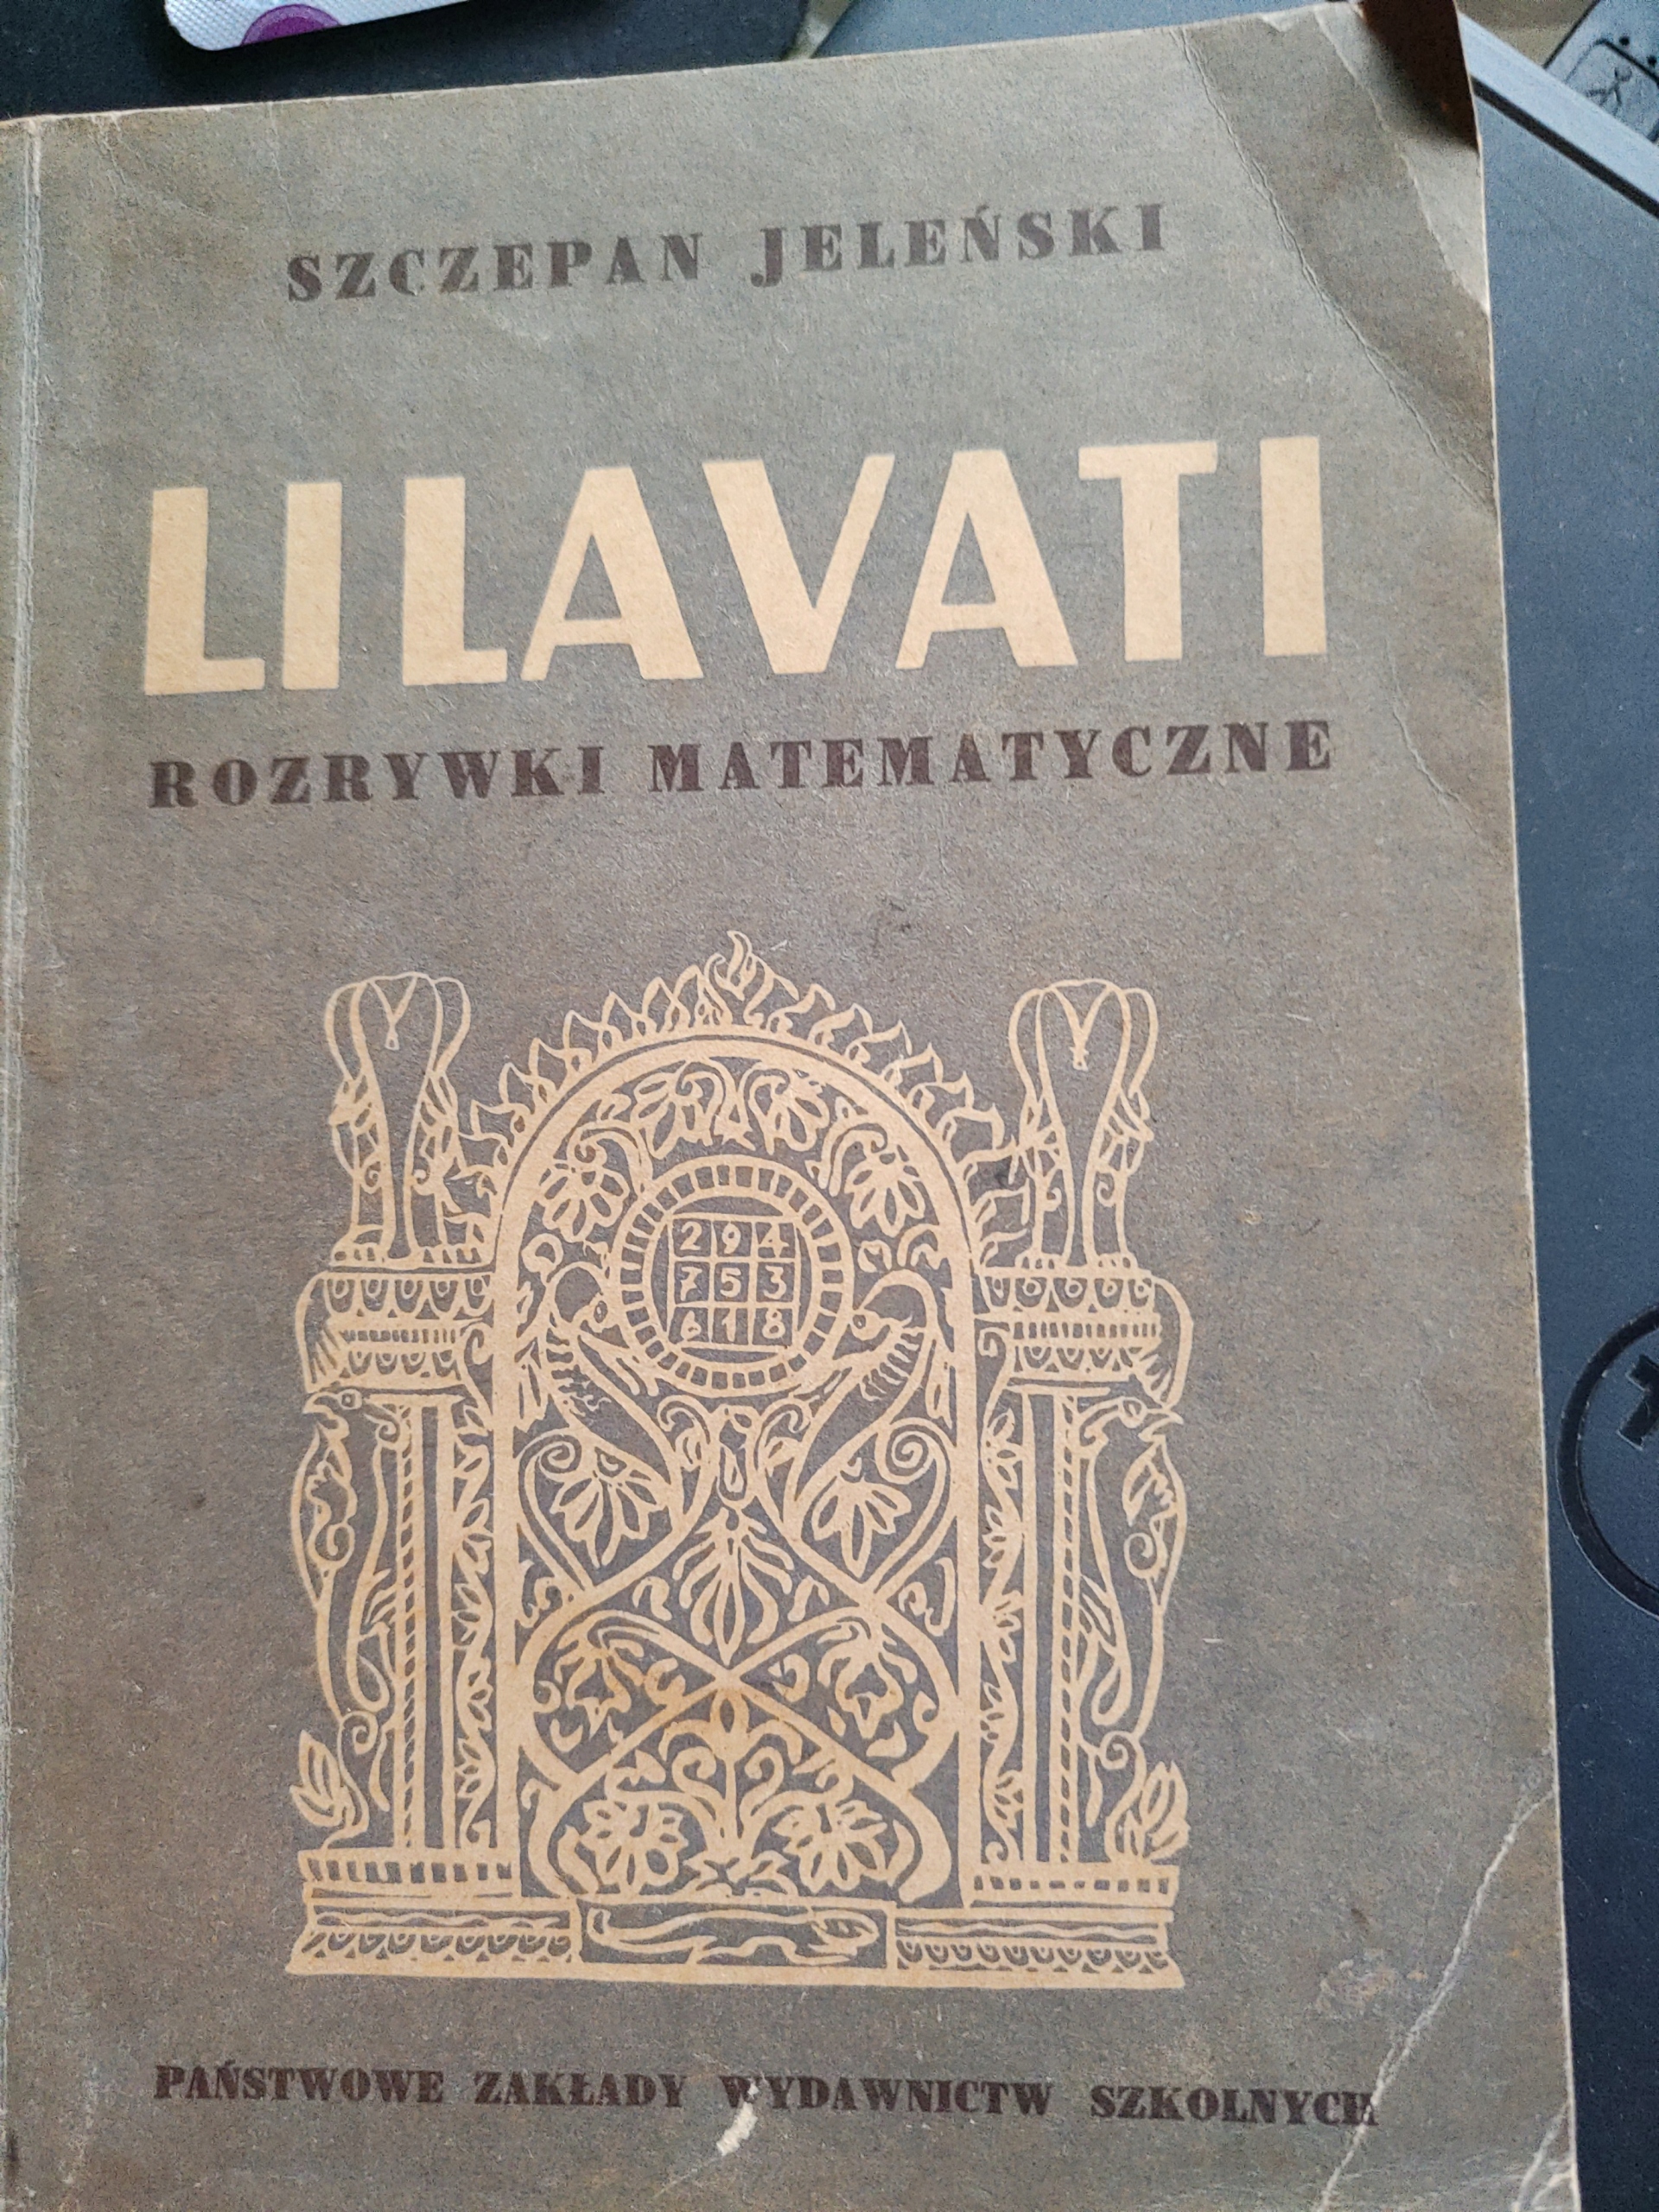 SZCZEPAN JELEŃSKI
LILAVATI
ROZRYWKI MATEMATYCZNE
2 9 4
7 5 3
6 1 8
PAŃSTWOWE ZAKŁADY WYDAWNICTW SZKOLNYCH